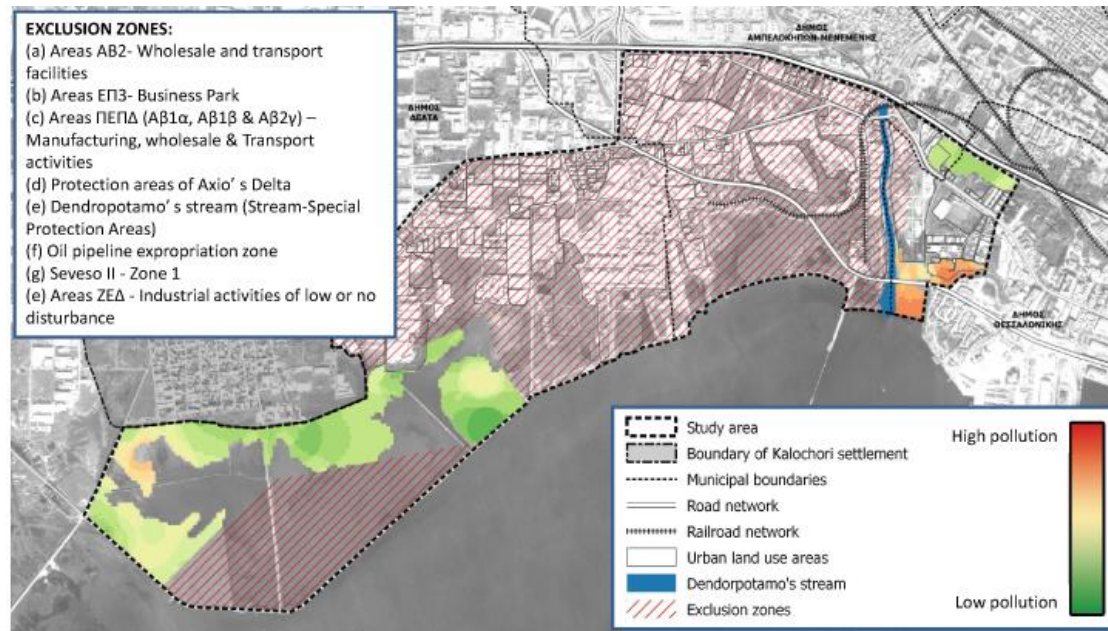 EXCLUSION ZONES:
(a) Areas AB2- Wholesale and transport
facilities
(b) Areas ΕΠ3- Business Park
(c) Areas ΠΕΠΔ (Αβ1α, Αβ1β & Αβ2γ) –
Manufacturing, wholesale & Transport
activities
(d) Protection areas of Axio’ s Delta
(e) Dendropotamo’ s stream (Stream-Special
Protection Areas)
(f) Oil pipeline expropriation zone
(g) Seveso II - Zone 1
(e) Areas ΖΕΔ - Industrial activities of low or no
disturbance
ΔΗΜΟΣ
ΑΜΠΕΛΟΚΗΠΩΝ-ΜΕΝΕΜΕΝΗΣ
ΔΗΜΟΣ
ΔΕΛΤΑ
ΔΗΜΟΣ
ΘΕΣΣΑΛΟΝΙΚΗΣ
Study area
Boundary of Kalochori settlement
Municipal boundaries
Road network
Railroad network
Urban land use areas
Dendorpotamo's stream
Exclusion zones
High pollution
Low pollution